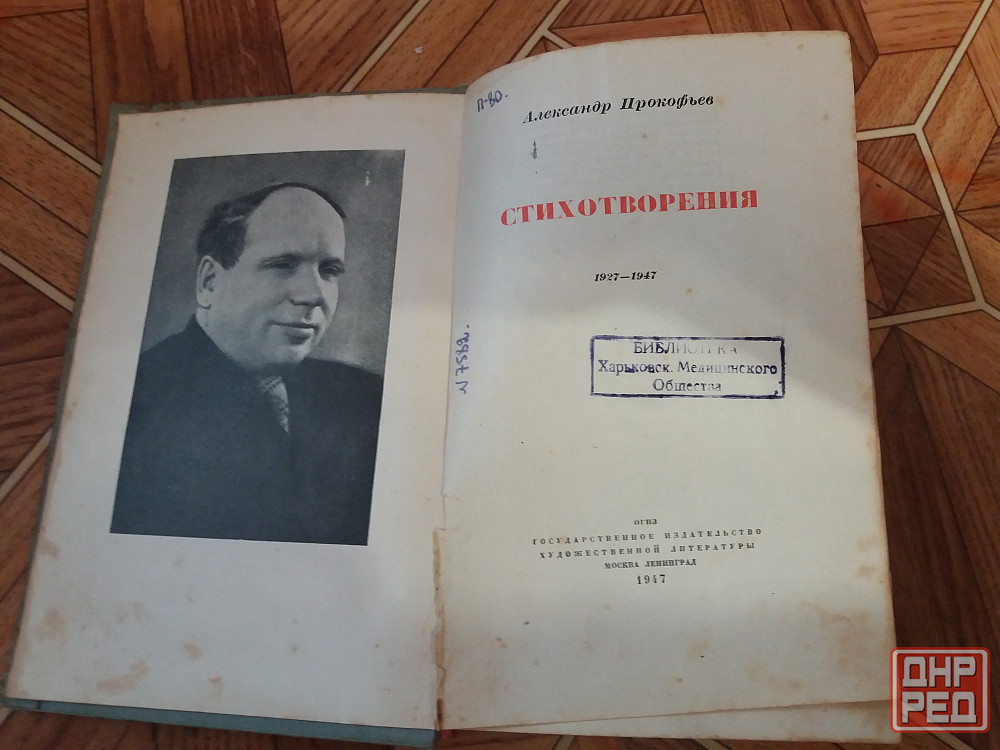 П-80.
Александр Прокофьев
СТИХОТВОРЕНИЯ
1927—1947
N 7582.
БИБЛИОТЕКА
Харьковск. Медицинского
Общества
ОГИЗ
ГОСУДАРСТВЕННОЕ ИЗДАТЕЛЬСТВО
ХУДОЖЕСТВЕННОЙ ЛИТЕРАТУРЫ
МОСКВА ЛЕНИНГРАД
1947
ДНР
РЕД